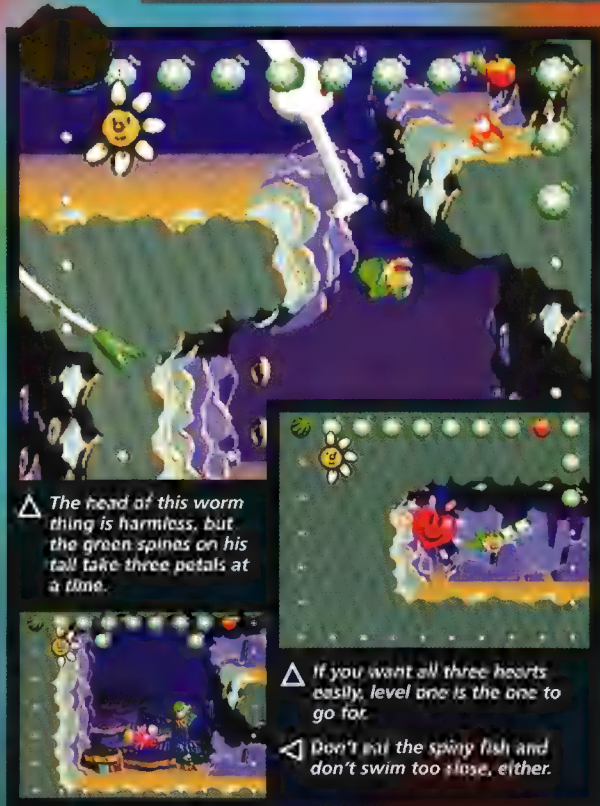 The head of this worm
thing is harmless, but
the green spines on his
tail take three petals at
a time.
If you want all three hearts
easily, level one is the one to
go for.
Don't eat the spiny fish and
don't swim too close, either.